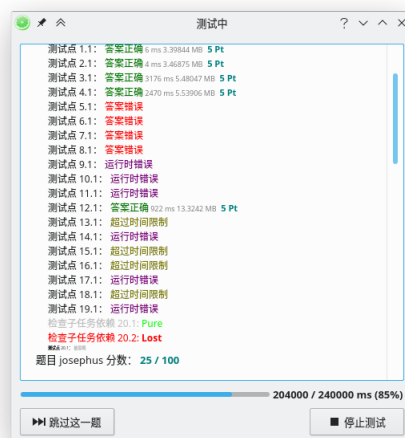 测试中
测试点 1.1: 答案正确 6 ms 3.39844 MB 5 Pt
测试点 2.1: 答案正确 4 ms 3.46875 MB 5 Pt
测试点 3.1: 答案正确 3176 ms 5.48047 MB 5 Pt
测试点 4.1: 答案正确 2470 ms 5.53906 MB 5 Pt
测试点 5.1: 答案错误
测试点 6.1: 答案错误
测试点 7.1: 答案错误
测试点 8.1: 答案错误
测试点 9.1: 运行时错误
测试点 10.1: 运行时错误
测试点 11.1: 运行时错误
测试点 12.1: 答案正确 922 ms 13.3242 MB 5 Pt
测试点 13.1: 超过时间限制
测试点 14.1: 运行时错误
测试点 15.1: 超过时间限制
测试点 16.1: 超过时间限制
测试点 17.1: 运行时错误
测试点 18.1: 超过时间限制
测试点 19.1: 运行时错误
检查子任务依赖 20.1: Pure
检查子任务依赖 20.2: Lost
题目 josephus 分数: 25 / 100
204000 / 240000 ms (85%)
跳过这一题
停止测试